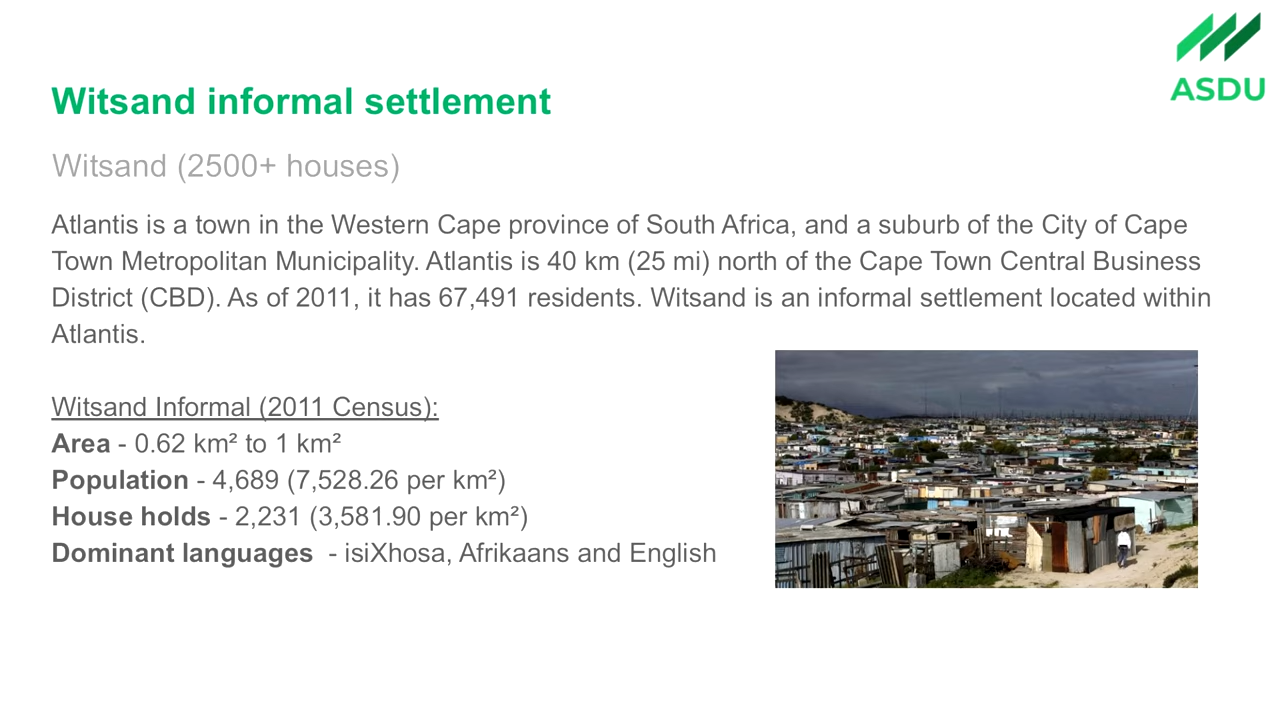 ASDU
Witsand informal settlement
Witsand (2500+ houses)
Atlantis is a town in the Western Cape province of South Africa, and a suburb of the City of Cape
Town Metropolitan Municipality. Atlantis is 40 km (25 mi) north of the Cape Town Central Business
District (CBD). As of 2011, it has 67,491 residents. Witsand is an informal settlement located within
Atlantis.
Witsand Informal (2011 Census):
Area - 0.62 km² to 1 km²
Population - 4,689 (7,528.26 per km²)
House holds - 2,231 (3,581.90 per km²)
Dominant languages  - isiXhosa, Afrikaans and English